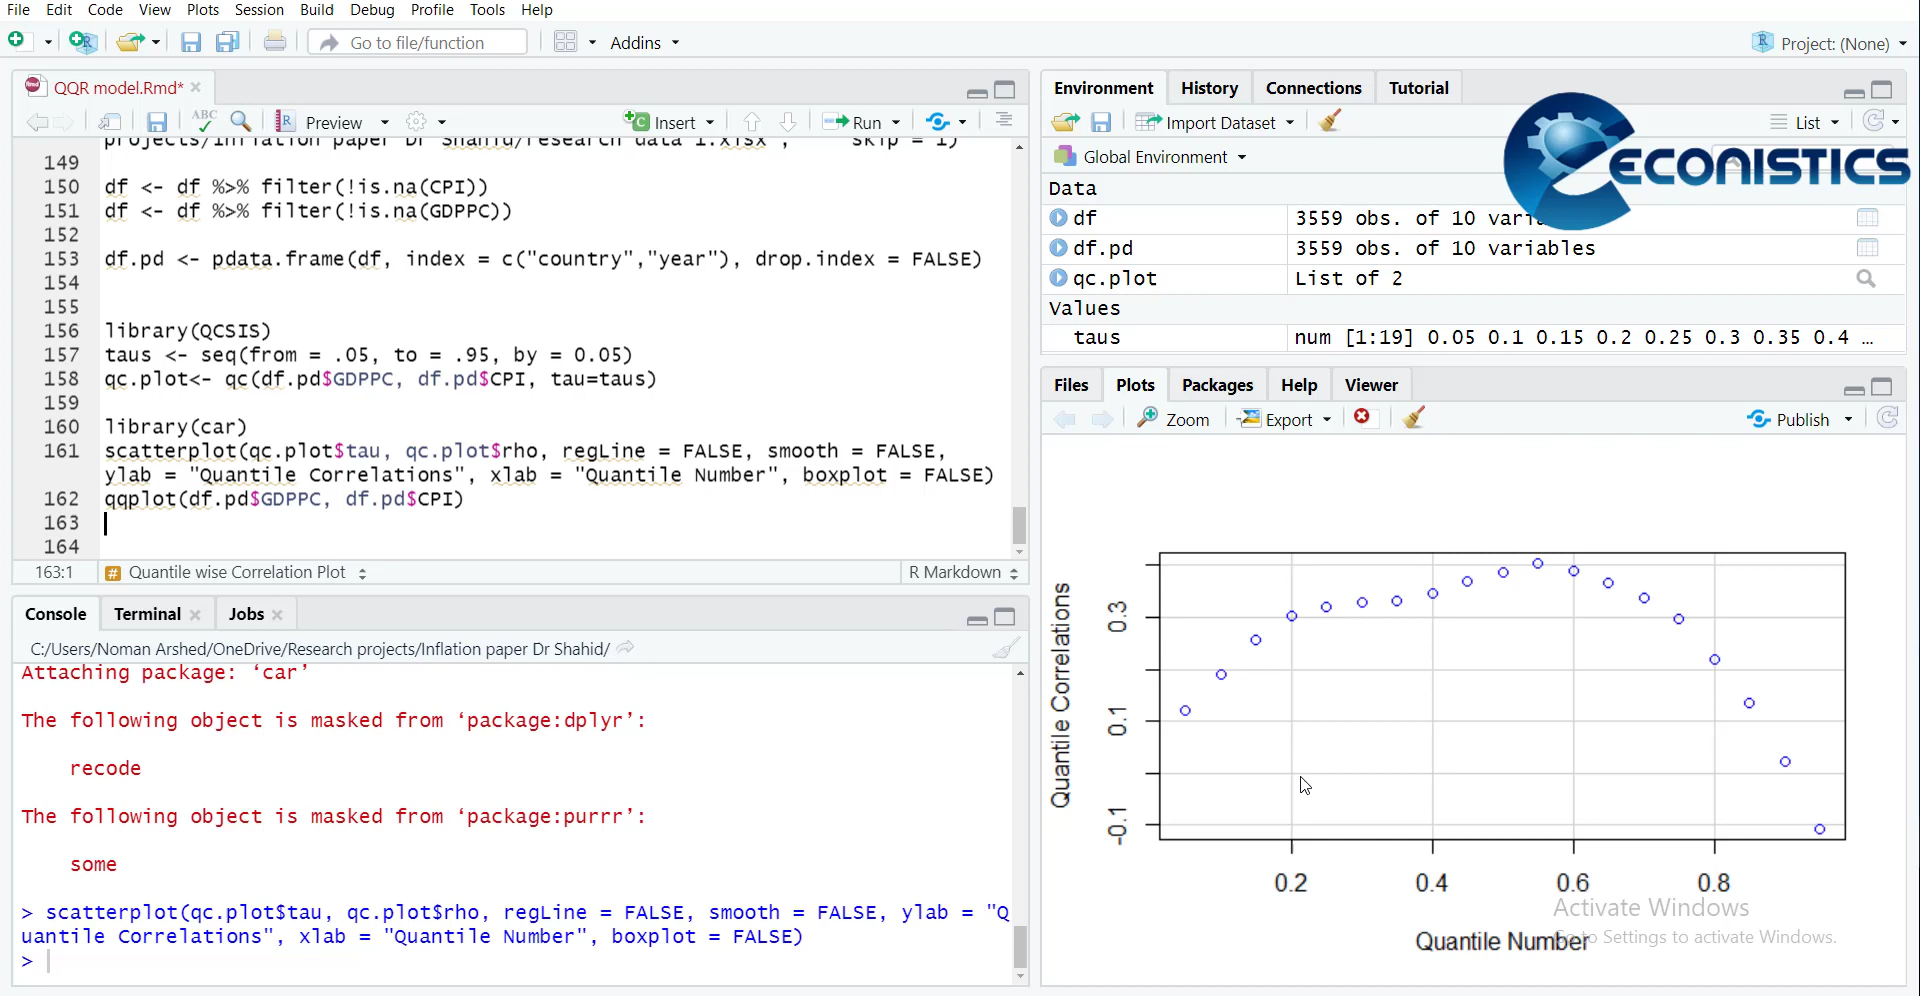 File Edit Code View Plots Session Build Debug Profile Tools Help
Go to file/function Addins Project: (None)
QQR model.Rmd*
ABC Preview Insert Run
projects/Inflation paper Dr Shahid/research data 1.xlsx", skip = 1)
149
150 df <- df %>% filter(!is.na(CPI))
151 df <- df %>% filter(!is.na(GDPPC))
152
153 df.pd <- pdata.frame(df, index = c("country","year"), drop.index = FALSE)
154
155
156 library(QCSIS)
157 taus <- seq(from = .05, to = .95, by = 0.05)
158 qc.plot<- qc(df.pd$GDPPC, df.pd$CPI, tau=taus)
159
160 library(car)
161 scatterplot(qc.plot$tau, qc.plot$rho, regLine = FALSE, smooth = FALSE,
ylab = "Quantile Correlations", xlab = "Quantile Number", boxplot = FALSE)
162 qqplot(df.pd$GDPPC, df.pd$CPI)
163
164
163:1 # Quantile wise Correlation Plot R Markdown
Console Terminal Jobs
C:/Users/Noman Arshed/OneDrive/Research projects/Inflation paper Dr Shahid/
Attaching package: ‘car’
The following object is masked from ‘package:dplyr’:
recode
The following object is masked from ‘package:purrr’:
some
> scatterplot(qc.plot$tau, qc.plot$rho, regLine = FALSE, smooth = FALSE, ylab = "Q
uantile Correlations", xlab = "Quantile Number", boxplot = FALSE)
>
Environment History Connections Tutorial
Import Dataset List
Global Environment
ECONISTICS
Data
df 3559 obs. of 10
df.pd 3559 obs. of 10 variables
qc.plot List of 2
Values
taus num [1:19] 0.05 0.1 0.15 0.2 0.25 0.3 0.35 0.4 ...
Files Plots Packages Help Viewer
Zoom Export Publish
Quantile Correlations
0.3
0.1
-0.1
0.2 0.4 0.6 0.8
Quantile Number
Activate Windows
Go to Settings to activate Windows.